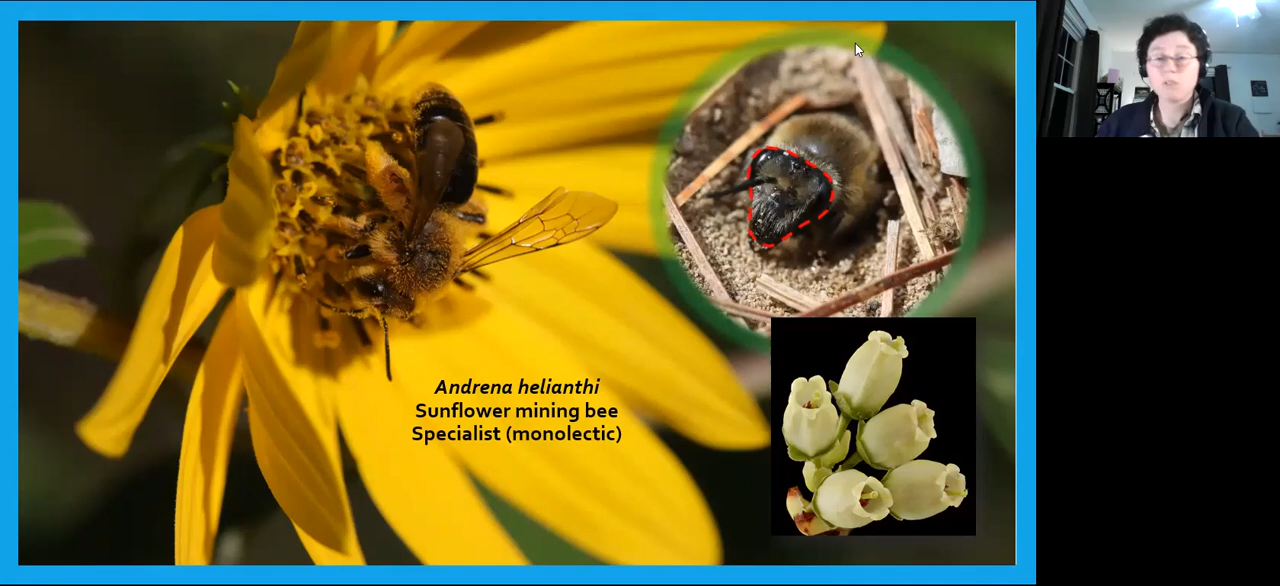 Andrena helianthi
Sunflower mining bee
Specialist (monolectic)